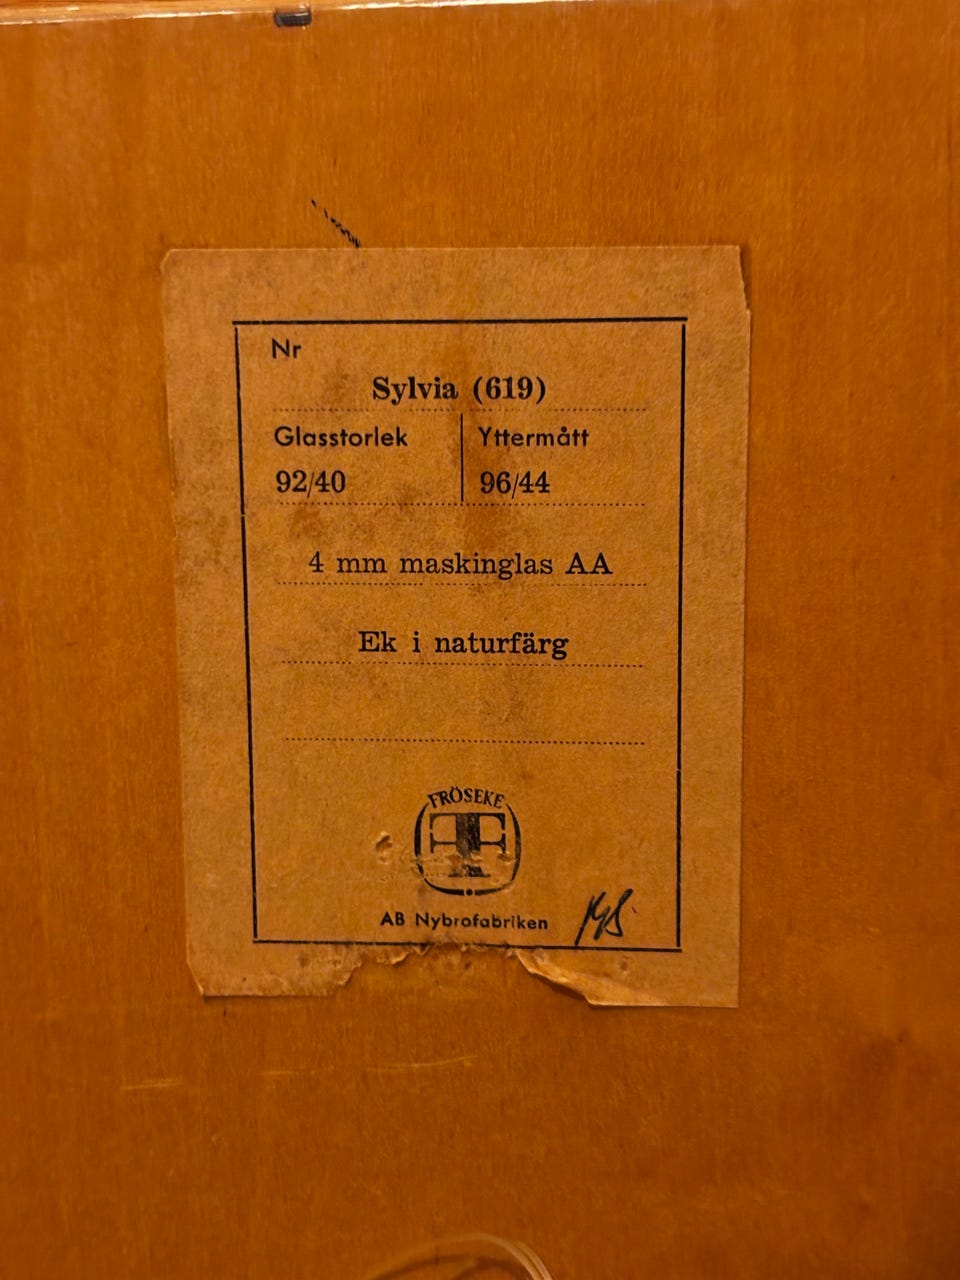 Nr
Sylvia (619)
Glasstorlek Yttermått
92/40 96/44
4 mm maskinglas AA
Ek i naturfärg
FRÖSEKE
AB Nybrofabriken